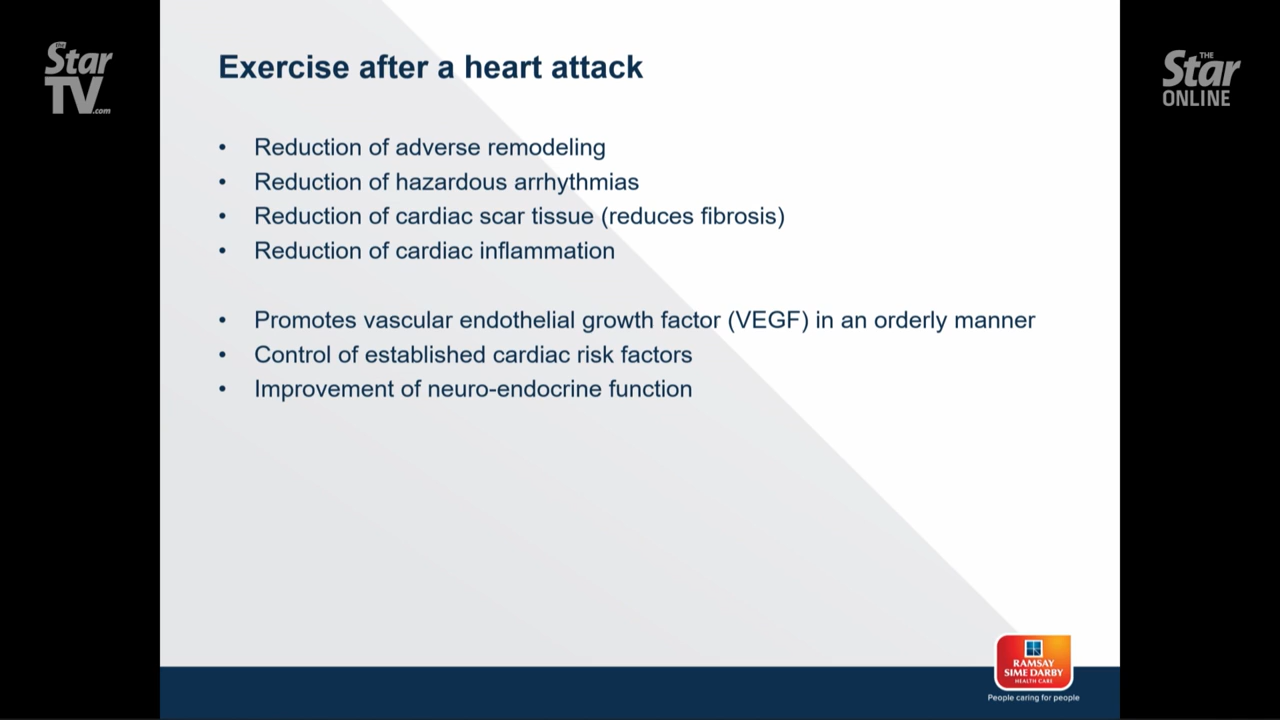 The
Star
TV.com
THE
Star
ONLINE
Exercise after a heart attack
• Reduction of adverse remodeling
• Reduction of hazardous arrhythmias
• Reduction of cardiac scar tissue (reduces fibrosis)
• Reduction of cardiac inflammation
• Promotes vascular endothelial growth factor (VEGF) in an orderly manner
• Control of established cardiac risk factors
• Improvement of neuro-endocrine function
RAMSAY
SIME DARBY
HEALTH CARE
People caring for people